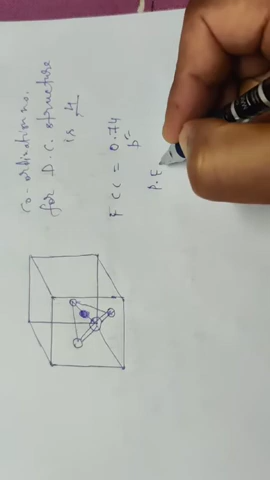 Co-ordination no.
for D.C. structure
is 4
FCC = 0.74
P.E